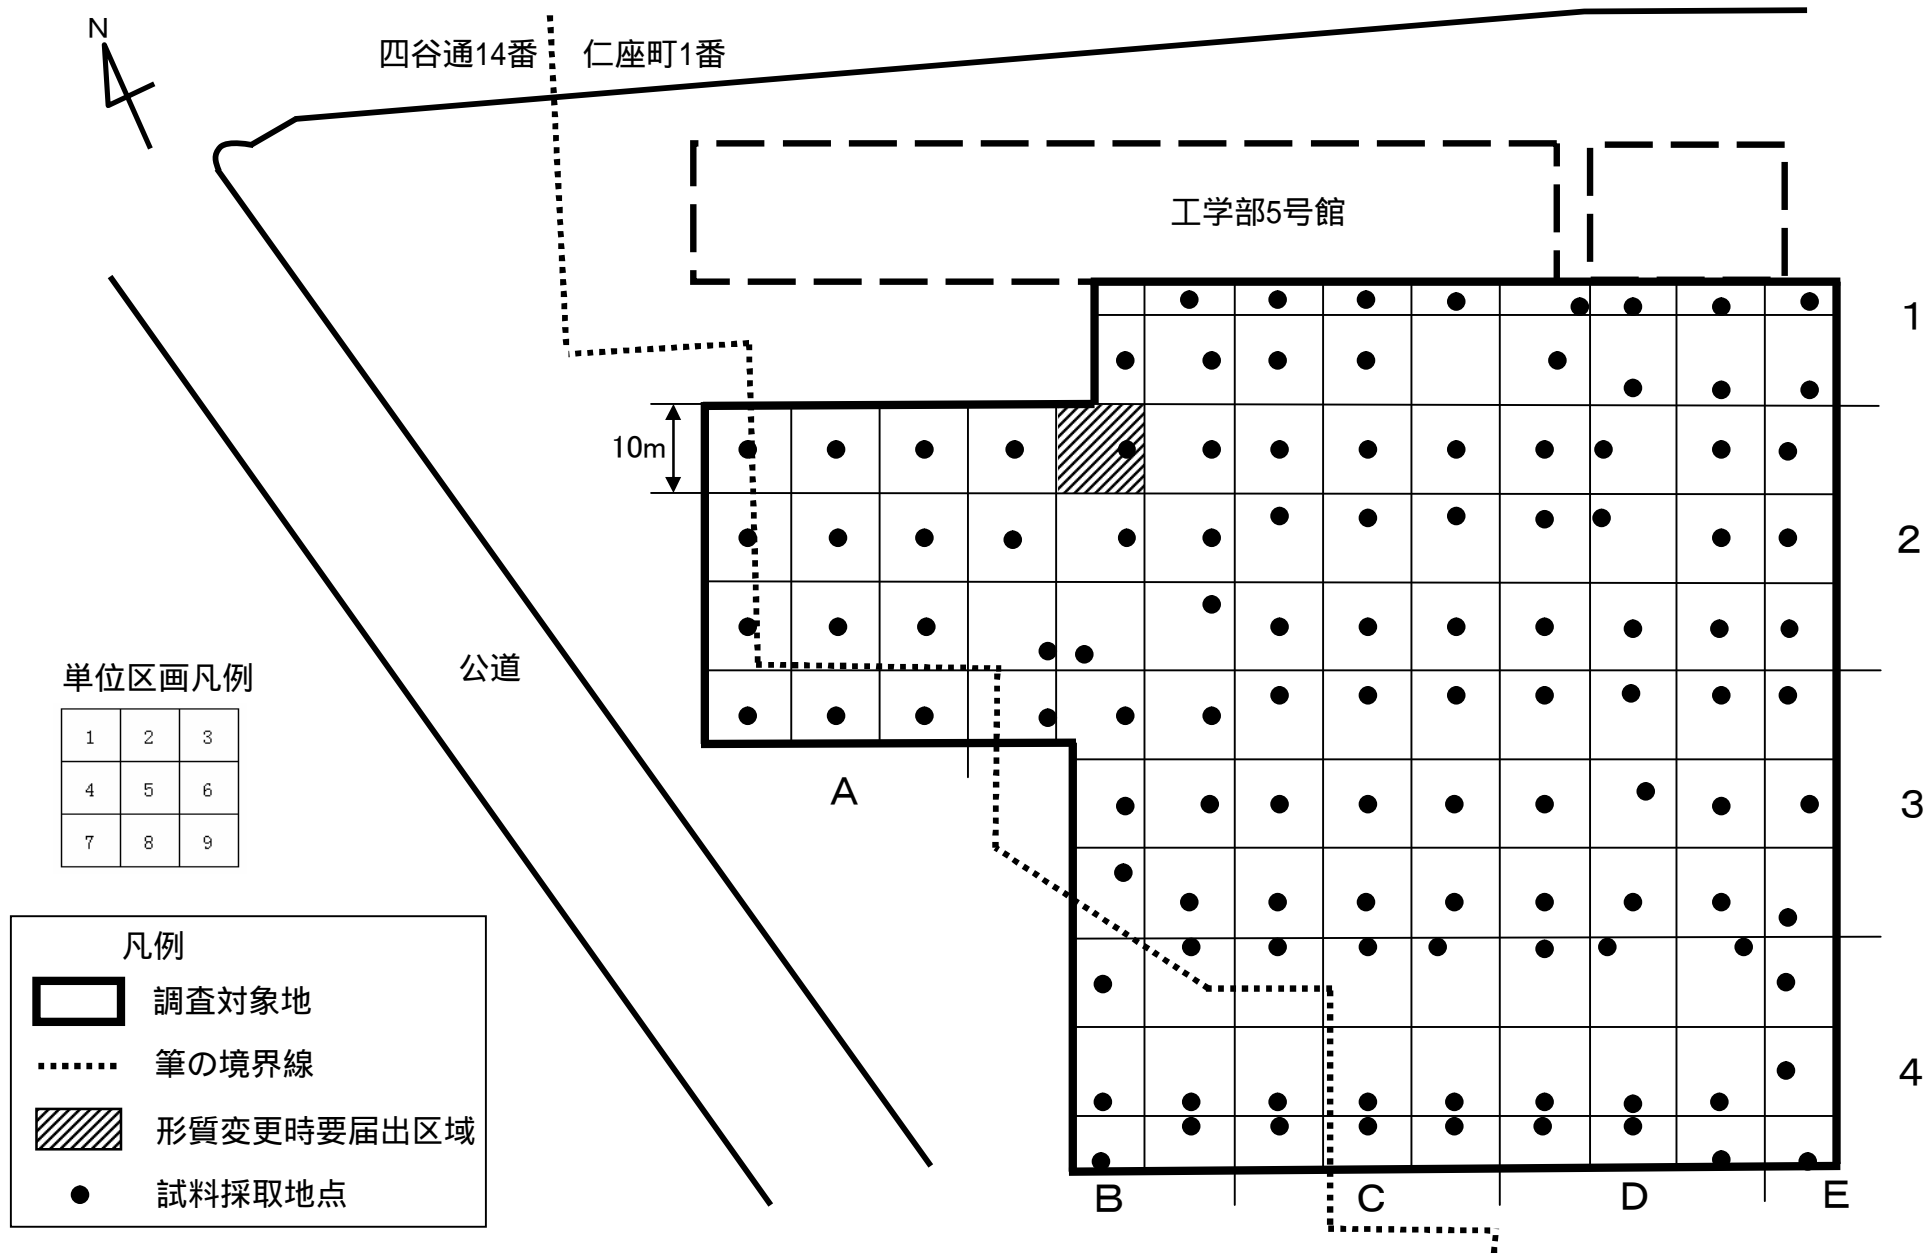 N
四谷通14番
仁座町1番
工学部5号館
1
10m
2
公道
単位区画凡例
1 2 3
4 5 6
7 8 9
A
3
凡例
調査対象地
筆の境界線
形質変更時要届出区域
試料採取地点
4
B
C
D
E